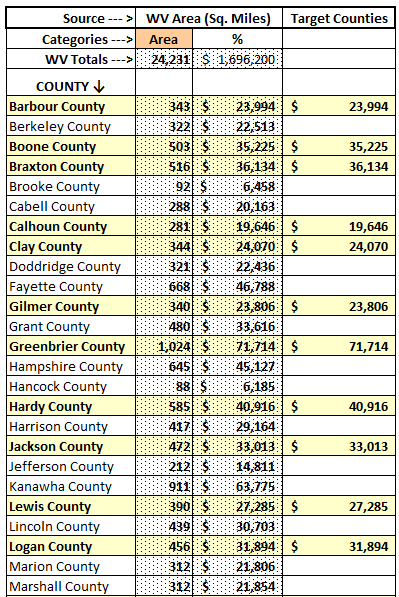 Source --- > WV Area (Sq. Miles) Target Counties
Categories ---> Area %
WV Totals ---> 24,231 $ 1,696,200
COUNTY ↓
Barbour County 343 $ 23,994 $ 23,994
Berkeley County 322 $ 22,513
Boone County 503 $ 35,225 $ 35,225
Braxton County 516 $ 36,134 $ 36,134
Brooke County 92 $ 6,458
Cabell County 288 $ 20,163
Calhoun County 281 $ 19,646 $ 19,646
Clay County 344 $ 24,070 $ 24,070
Doddridge County 321 $ 22,436
Fayette County 668 $ 46,788
Gilmer County 340 $ 23,806 $ 23,806
Grant County 480 $ 33,616
Greenbrier County 1,024 $ 71,714 $ 71,714
Hampshire County 645 $ 45,127
Hancock County 88 $ 6,185
Hardy County 585 $ 40,916 $ 40,916
Harrison County 417 $ 29,164
Jackson County 472 $ 33,013 $ 33,013
Jefferson County 212 $ 14,811
Kanawha County 911 $ 63,775
Lewis County 390 $ 27,285 $ 27,285
Lincoln County 439 $ 30,703
Logan County 456 $ 31,894 $ 31,894
Marion County 312 $ 21,806
Marshall County 312 $ 21,854